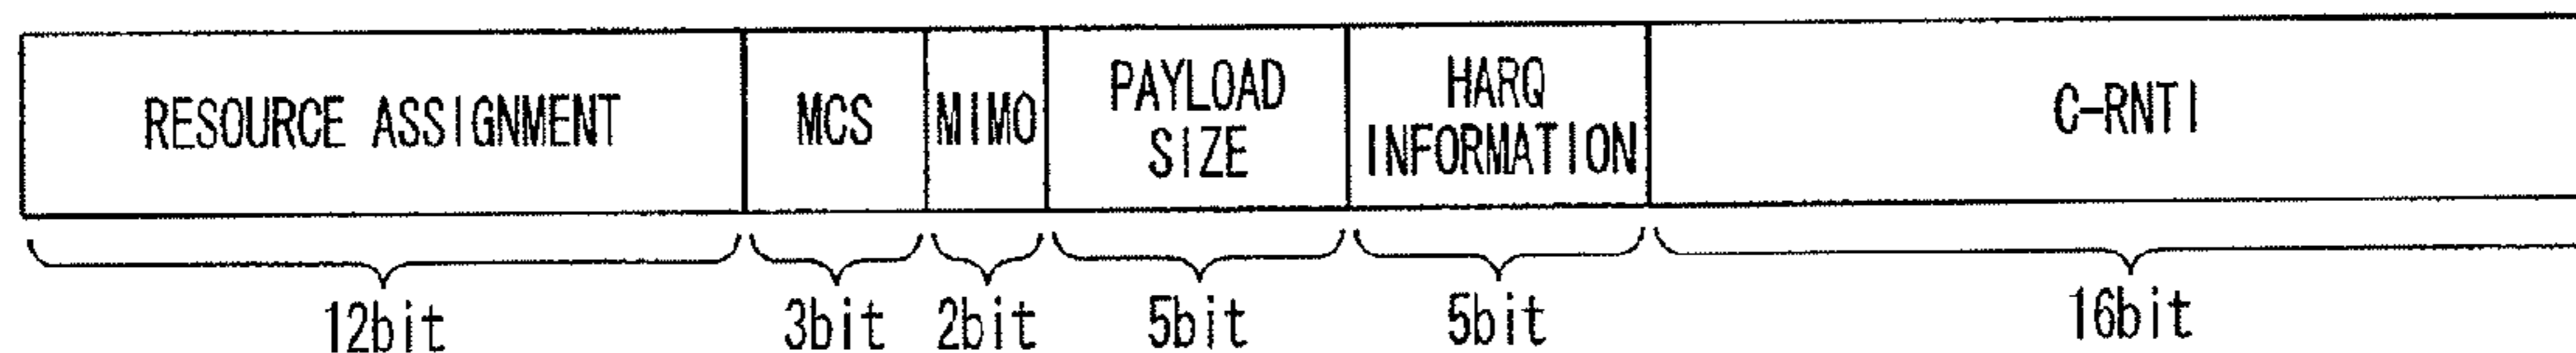 RESOURCE ASSIGNMENT
MCS
MIMO
PAYLOAD
SIZE
HARQ
INFORMATION
C-RNTI
12bit
3bit
2bit
5bit
5bit
16bit